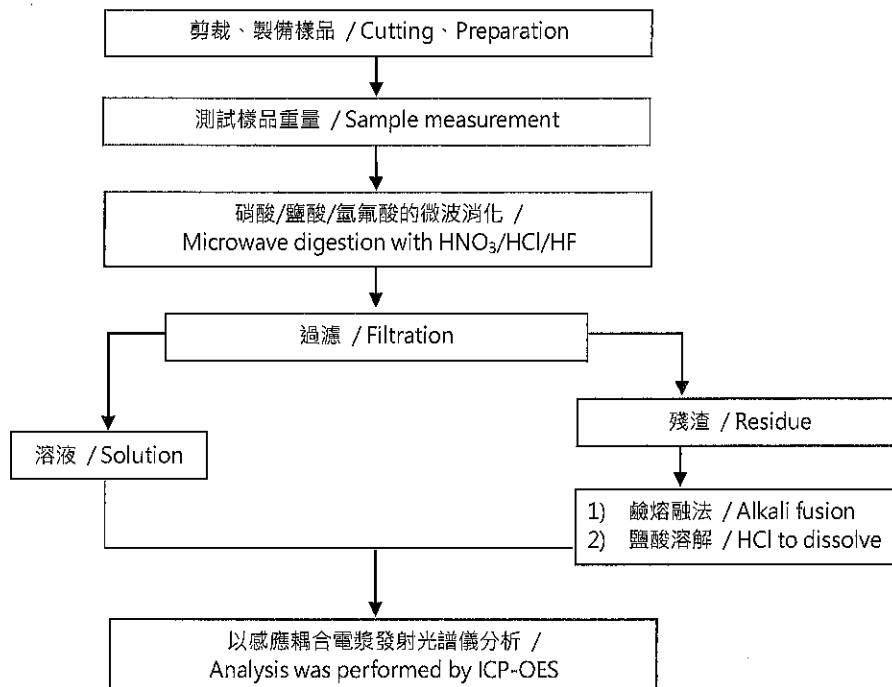 剪裁、製備樣品 / Cutting、Preparation
測試樣品重量 / Sample measurement
硝酸/鹽酸/氫氟酸的微波消化 /
Microwave digestion with HNO₃/HCl/HF
過濾 / Filtration
溶液 / Solution
殘渣 / Residue
1) 鹼熔融法 / Alkali fusion
2) 鹽酸溶解 / HCl to dissolve
以感應耦合電漿發射光譜儀分析 /
Analysis was performed by ICP-OES